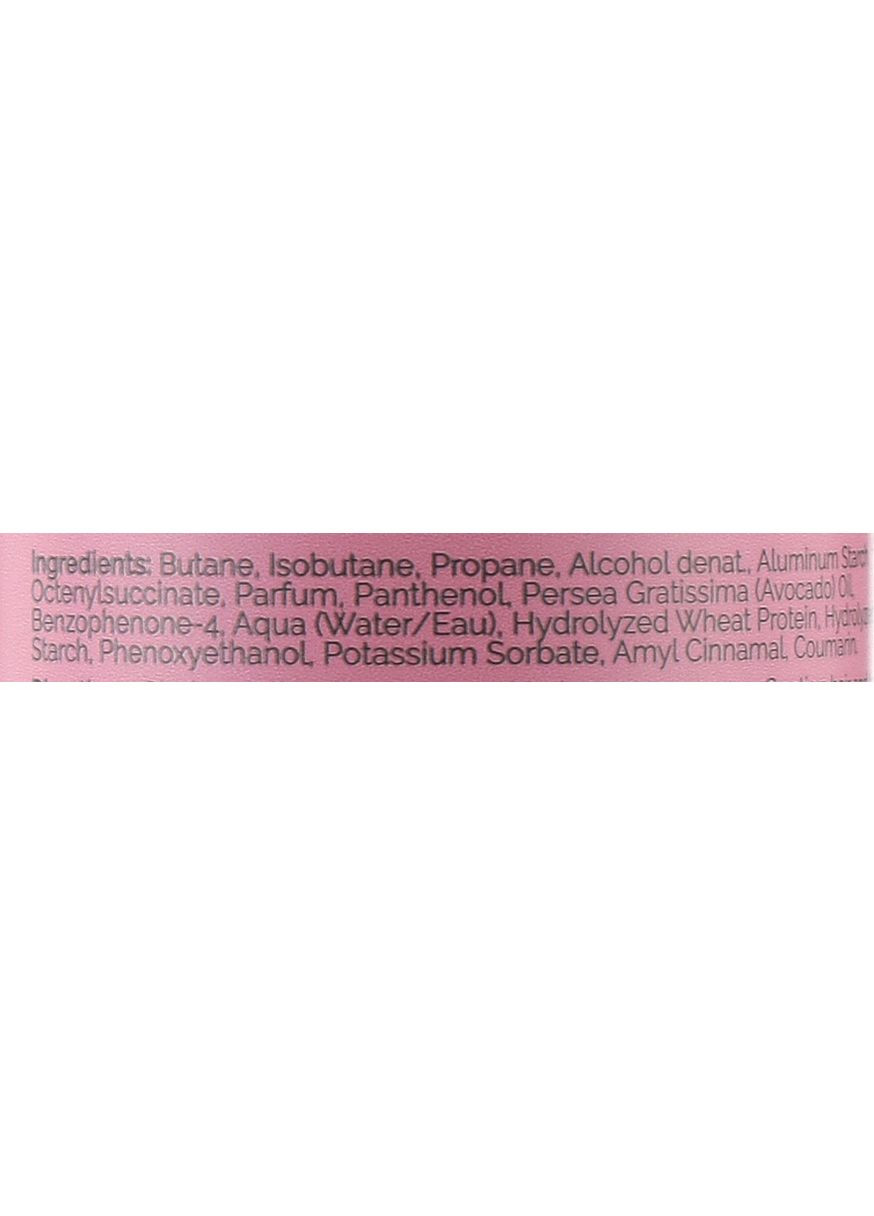 Ingredients: Butane, Isobutane, Propane, Alcohol denat., Aluminum Starch
Octenylsuccinate, Parfum, Panthenol, Persea Gratissima (Avocado) Oil,
Benzophenone-4, Aqua (Water/Eau), Hydrolyzed Wheat Protein,
Starch, Phenoxyethanol, Potassium Sorbate, Amyl Cinnamal, Coumarin.